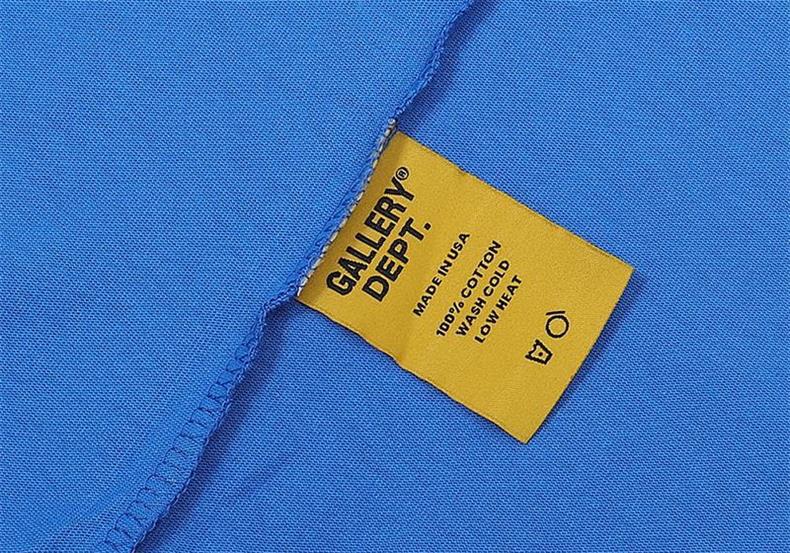 GALLERY®
DEPT.
MADE IN USA
100% COTTON
WASH COLD
LOW HEAT